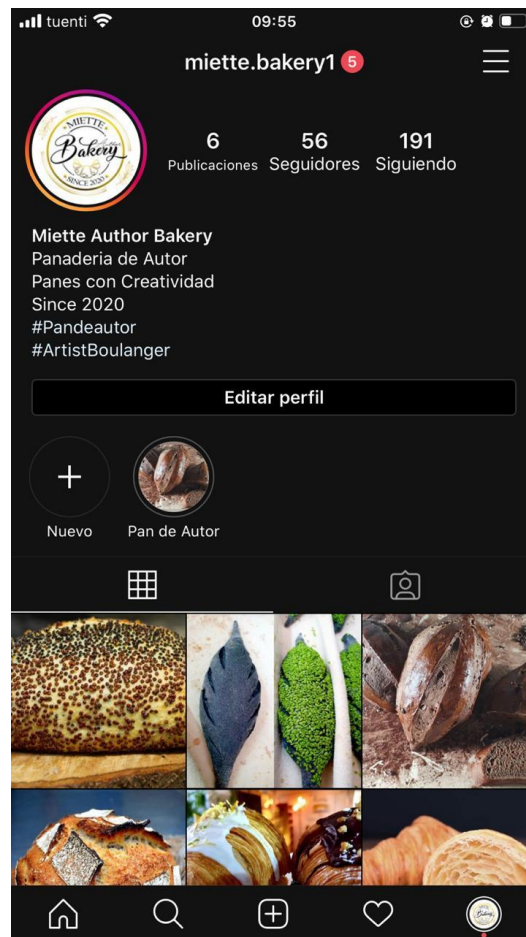 tuenti 09:55
miette.bakery1 5
MIETTE
Bakery
SINCE 2020
6 56 191
Publicaciones Seguidores Siguiendo
Miette Author Bakery
Panaderia de Autor
Panes con Creatividad
Since 2020
#Pandeautor
#ArtistBoulanger
Editar perfil
Nuevo Pan de Autor